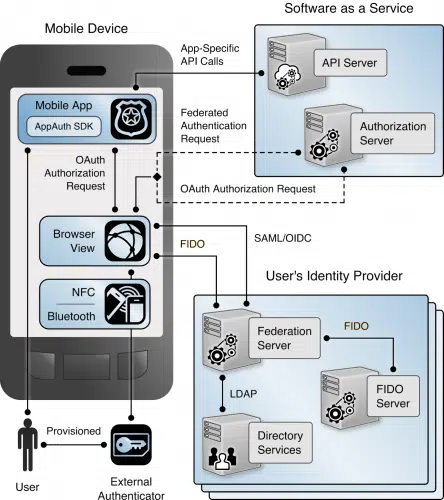 Software as a Service
Mobile Device
App-Specific
API Calls
API Server
Mobile App
AppAuth SDK
Federated
Authentication
Request
Authorization
Server
OAuth
Authorization
Request
OAuth Authorization Request
Browser
View
FIDO
SAML/OIDC
User's Identity Provider
NFC
Bluetooth
Federation
Server
FIDO
LDAP
FIDO
Server
Directory
Services
Provisioned
User
External
Authenticator